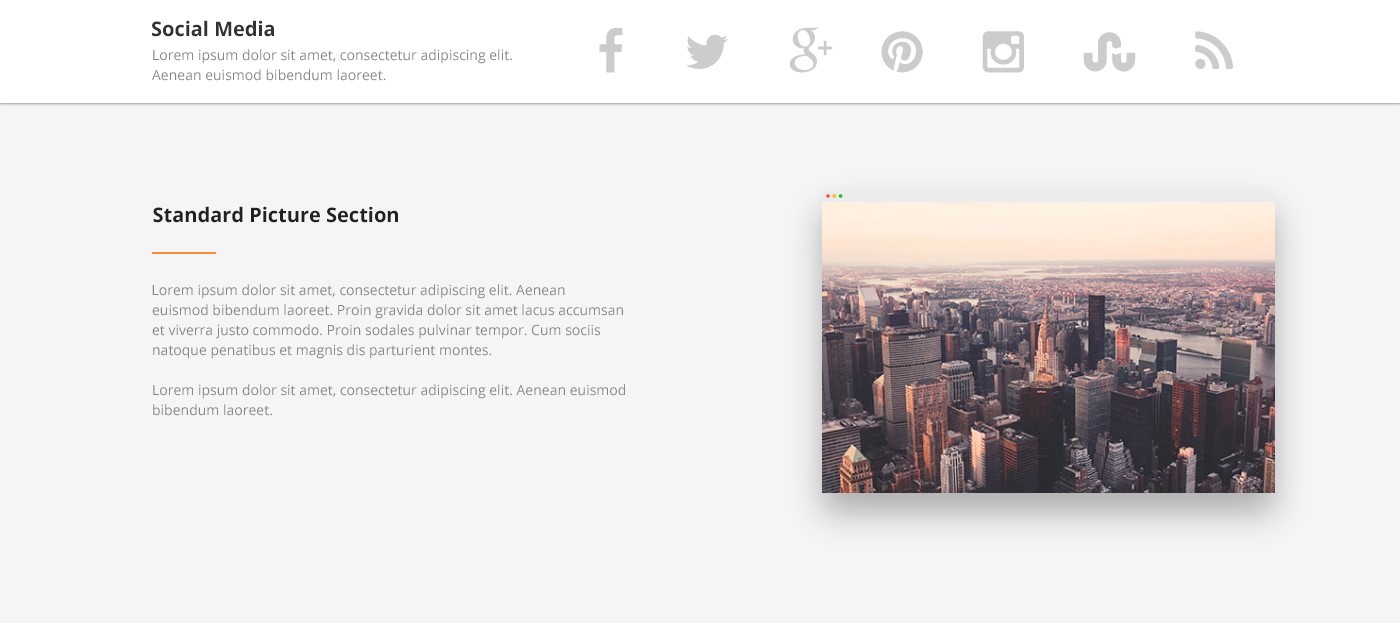 Social Media
Lorem ipsum dolor sit amet, consectetur adipiscing elit.
Aenean euismod bibendum laoreet.
Standard Picture Section
Lorem ipsum dolor sit amet, consectetur adipiscing elit. Aenean
euismod bibendum laoreet. Proin gravida dolor sit amet lacus accumsan
et viverra justo commodo. Proin sodales pulvinar tempor. Cum sociis
natoque penatibus et magnis dis parturient montes.
Lorem ipsum dolor sit amet, consectetur adipiscing elit. Aenean euismod
bibendum laoreet.